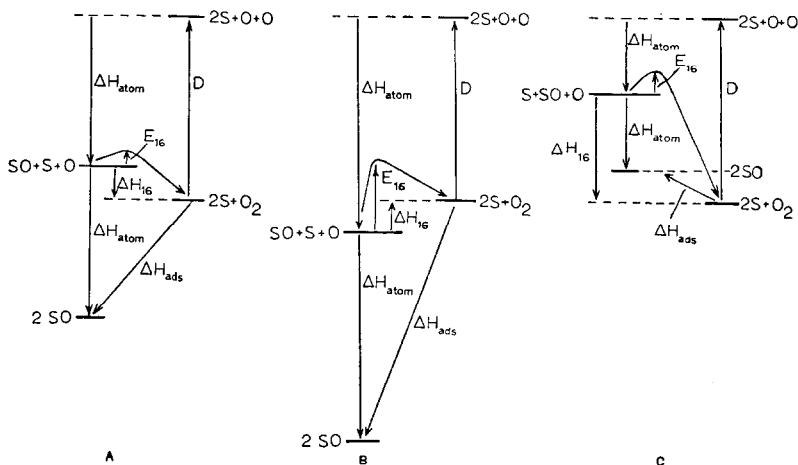 2S+O+O
ΔH_atom
D
E_16
SO+S+O
ΔH_16
2S+O_2
ΔH_atom
ΔH_ads
2 SO
A
2S+O+O
ΔH_atom
D
E_16
2S+O_2
ΔH_16
SO+S+O
ΔH_atom
ΔH_ads
2 SO
B
2S+O+O
ΔH_atom
E_16
S+SO+O
D
ΔH_16
ΔH_atom
2SO
2S+O_2
ΔH_ads
C